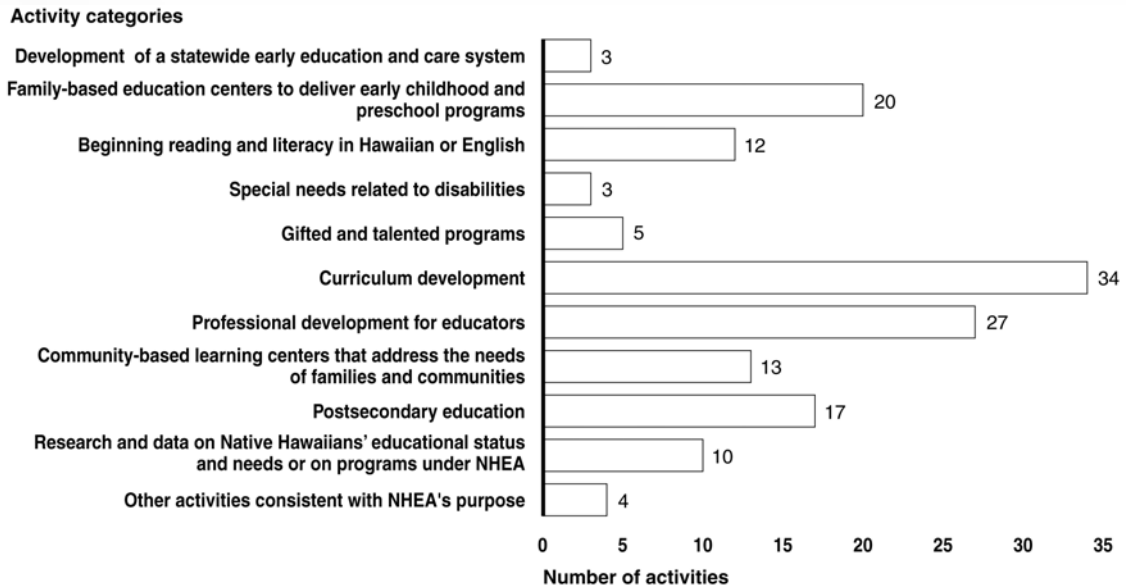 Activity categories
Development of a statewide early education and care system
3
Family-based education centers to deliver early childhood and
preschool programs
20
Beginning reading and literacy in Hawaiian or English
12
Special needs related to disabilities
3
Gifted and talented programs
5
Curriculum development
34
Professional development for educators
27
Community-based learning centers that address the needs
of families and communities
13
Postsecondary education
17
Research and data on Native Hawaiians' educational status
and needs or on programs under NHEA
10
Other activities consistent with NHEA's purpose
4
0 5 10 15 20 25 30 35
Number of activities